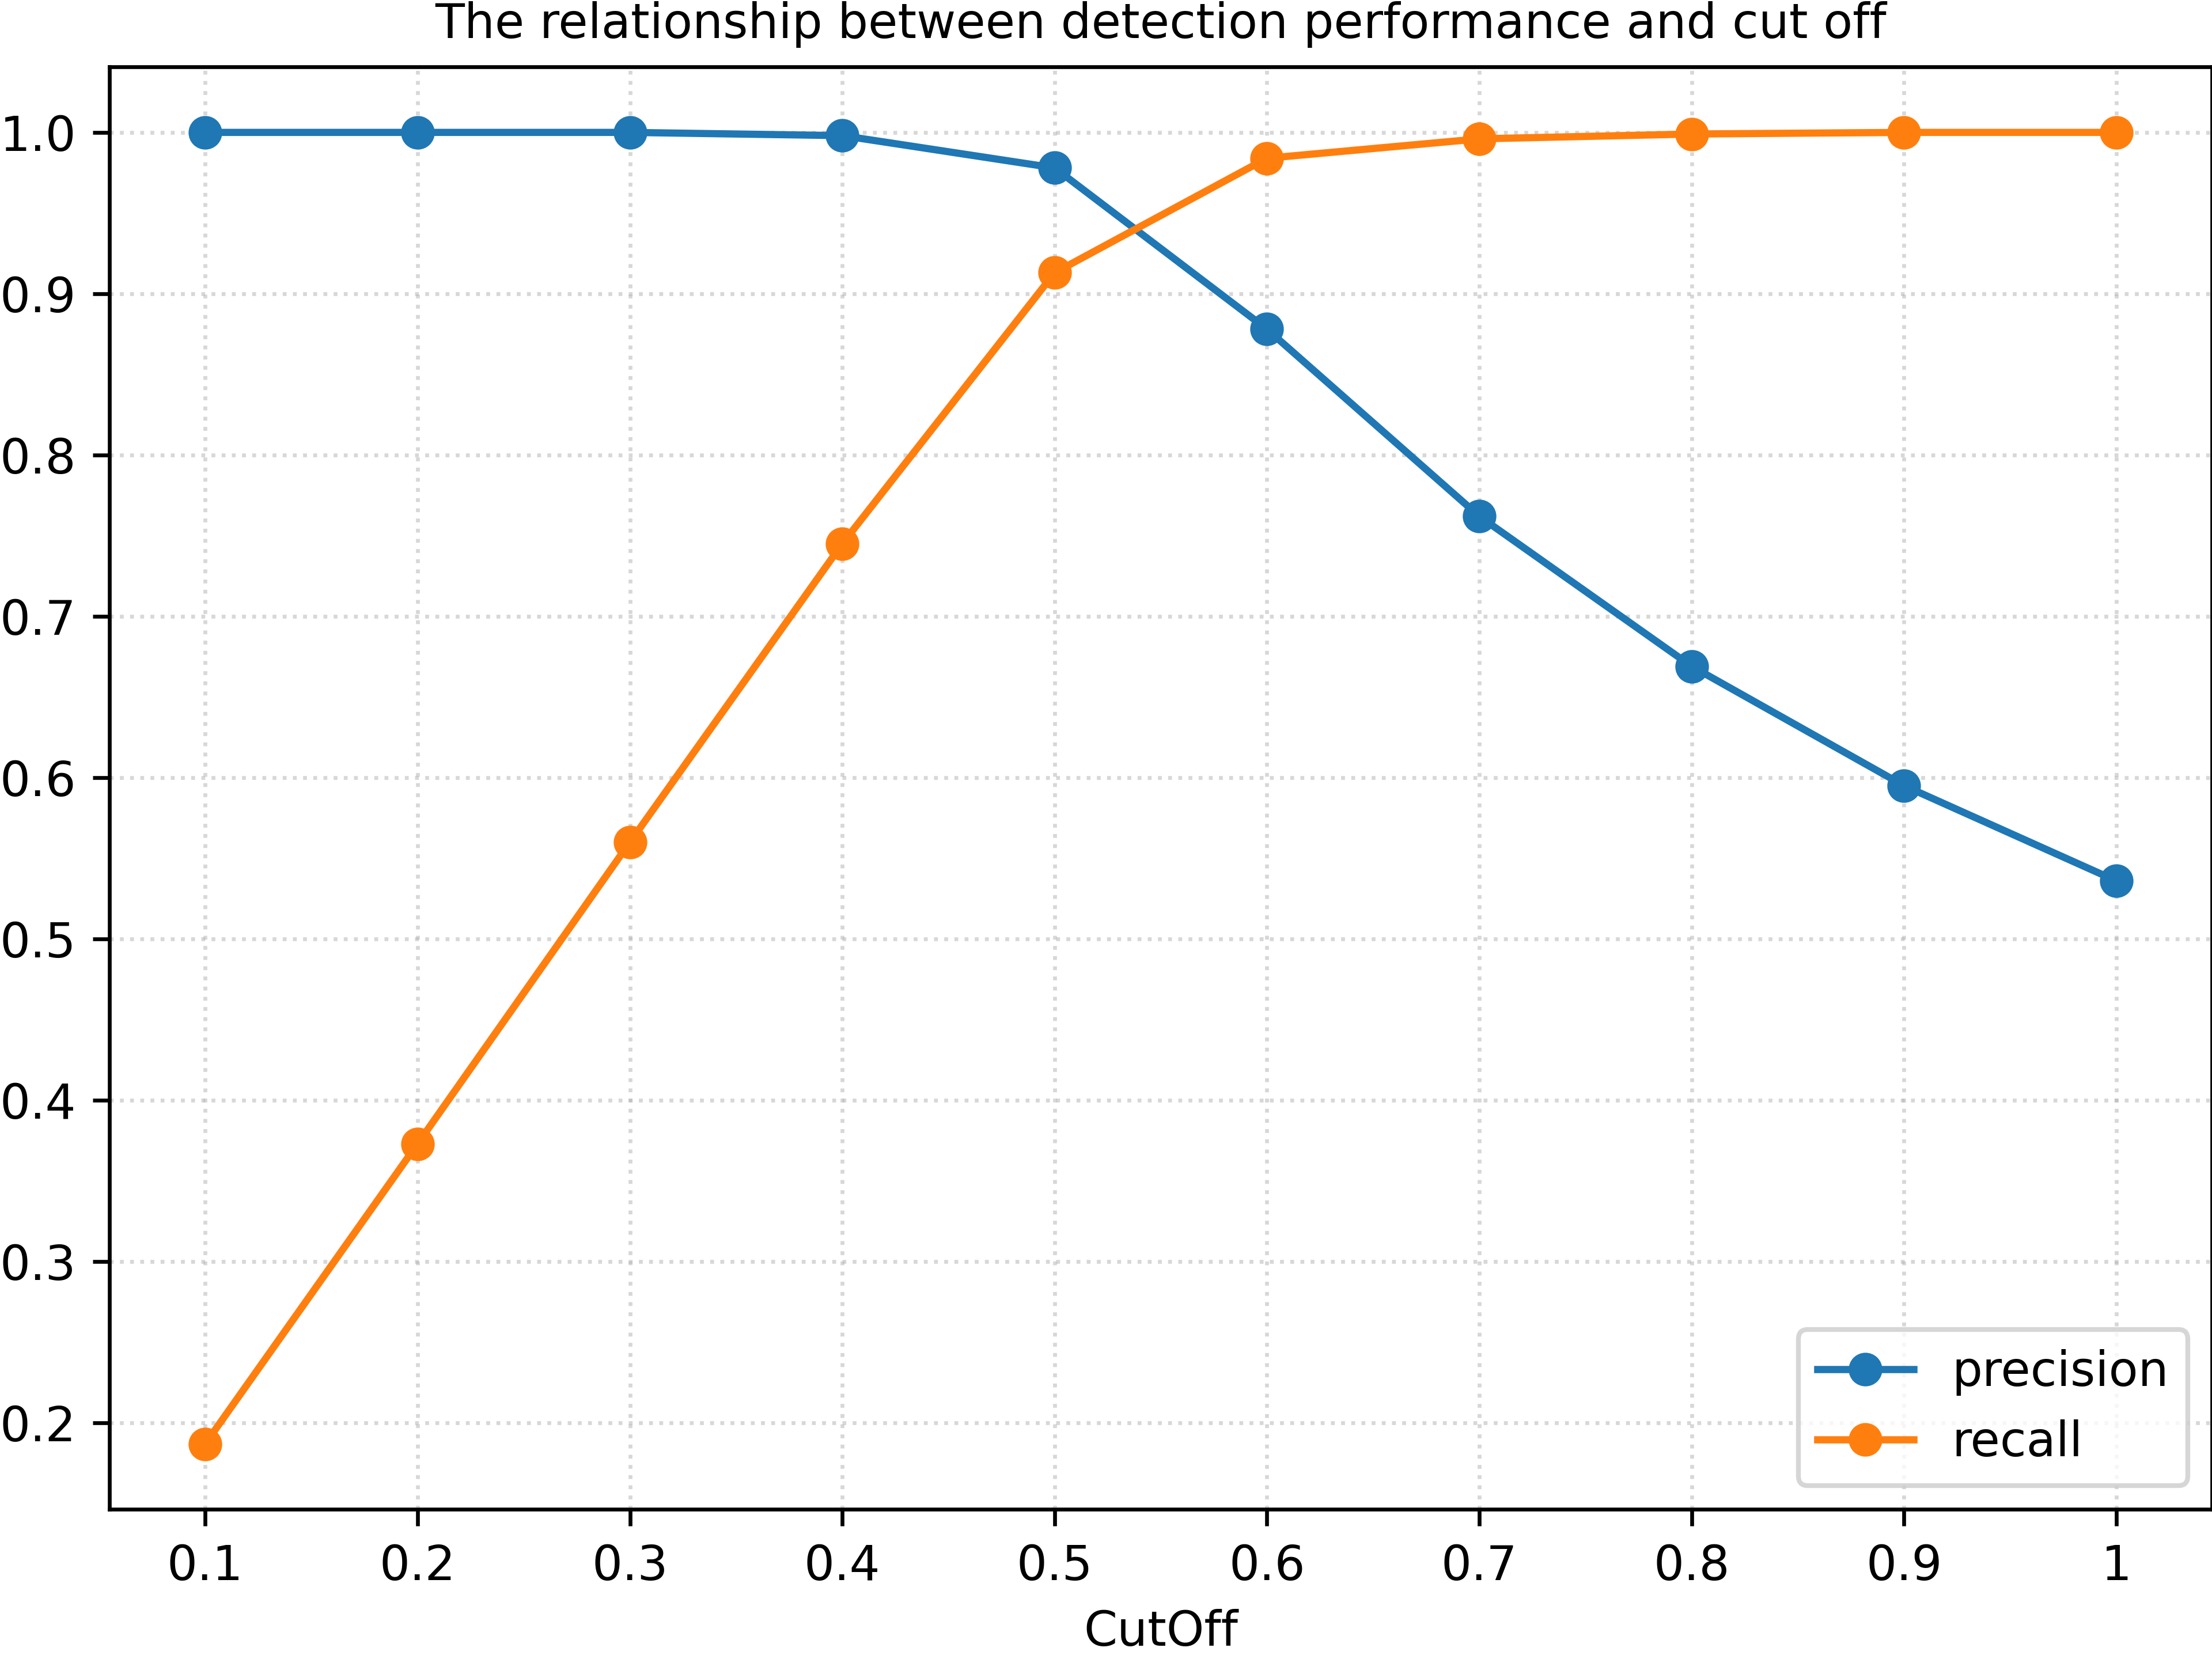 The relationship between detection performance and cut off
1.0
0.9
0.8
0.7
0.6
0.5
0.4
0.3
0.2
precision
recall
0.1 0.2 0.3 0.4 0.5 0.6 0.7 0.8 0.9 1
CutOff